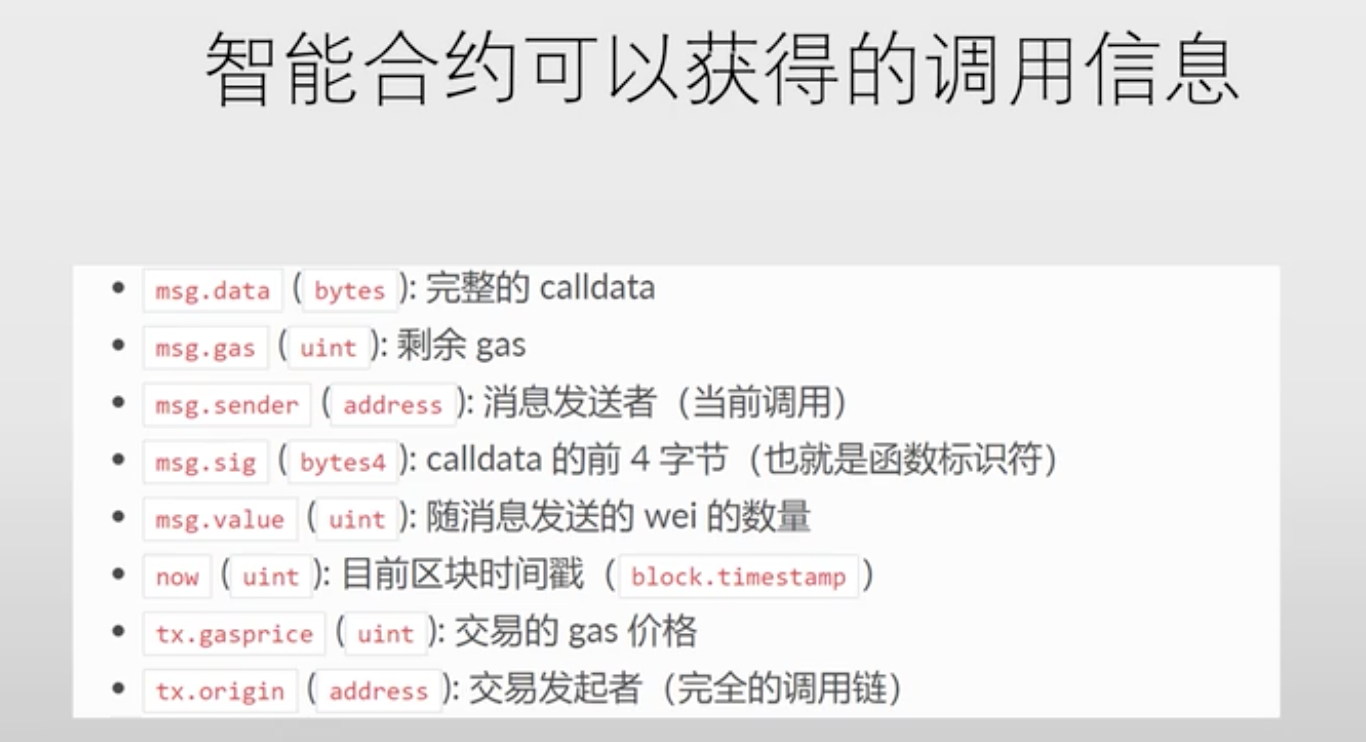 智能合约可以获得的调用信息
• msg.data (bytes): 完整的 calldata
• msg.gas (uint): 剩余 gas
• msg.sender (address): 消息发送者（当前调用）
• msg.sig (bytes4): calldata 的前 4 字节（也就是函数标识符）
• msg.value (uint): 随消息发送的 wei 的数量
• now (uint): 目前区块时间戳（block.timestamp）
• tx.gasprice (uint): 交易的 gas 价格
• tx.origin (address): 交易发起者（完全的调用链）